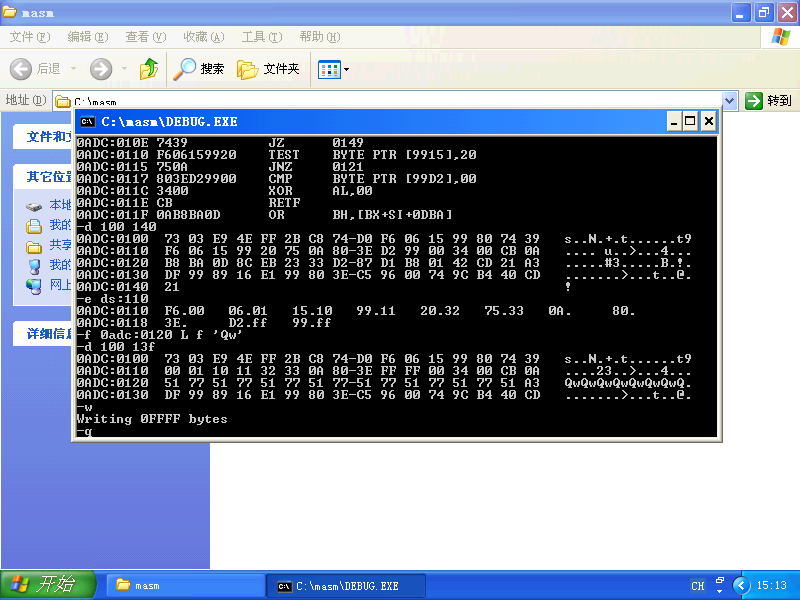 masm
文件(F) 编辑(E) 查看(V) 收藏(A) 工具(T) 帮助(H)
后退 搜索 文件夹
地址(D) C:\masm 转到
C:\masm\DEBUG.EXE
文件和
其它位置
本地
我的
共享
我的
网上
详细信息
0ADC:010E 7439 JZ 0149
0ADC:0110 F606159920 TEST BYTE PTR [9915],20
0ADC:0115 750A JNZ 0121
0ADC:0117 803ED29900 CMP BYTE PTR [99D2],00
0ADC:011C 3400 XOR AL,00
0ADC:011E CB RETF
0ADC:011F 0AB8BA0D OR BH,[BX+SI+0DBA]
-d 100 140
0ADC:0100 73 03 E9 4E FF 2B C8 74-D0 F6 06 15 99 80 74 39 s..N.+.t......t9
0ADC:0110 F6 06 15 99 20 75 0A 80-3E D2 99 00 34 00 CB 0A .... u..>...4...
0ADC:0120 B8 BA 0D 8C EB 23 33 D2-87 D1 B8 01 42 CD 21 A3 .....#3.....B.!.
0ADC:0130 DF 99 89 16 E1 99 80 3E-C5 96 00 74 9C B4 40 CD .......>...t..@.
0ADC:0140 21 !
-e ds:110
0ADC:0110 F6.00 06.01 15.10 99.11 20.32 75.33 0A. 80.
0ADC:0118 3E. D2.ff 99.ff
-f 0adc:0120 L f 'Qw'
-d 100 13f
0ADC:0100 73 03 E9 4E FF 2B C8 74-D0 F6 06 15 99 80 74 39 s..N.+.t......t9
0ADC:0110 00 01 10 11 32 33 0A 80-3E FF FF 00 34 00 CB 0A ....23..>...4...
0ADC:0120 51 77 51 77 51 77 51 77-51 77 51 77 51 77 51 A3 QwQwQwQwQwQwQwQ.
0ADC:0130 DF 99 89 16 E1 99 80 3E-C5 96 00 74 9C B4 40 CD .......>...t..@.
-w
Writing 0FFFF bytes
-q
开始 masm C:\masm\DEBUG.EXE CH 15:13